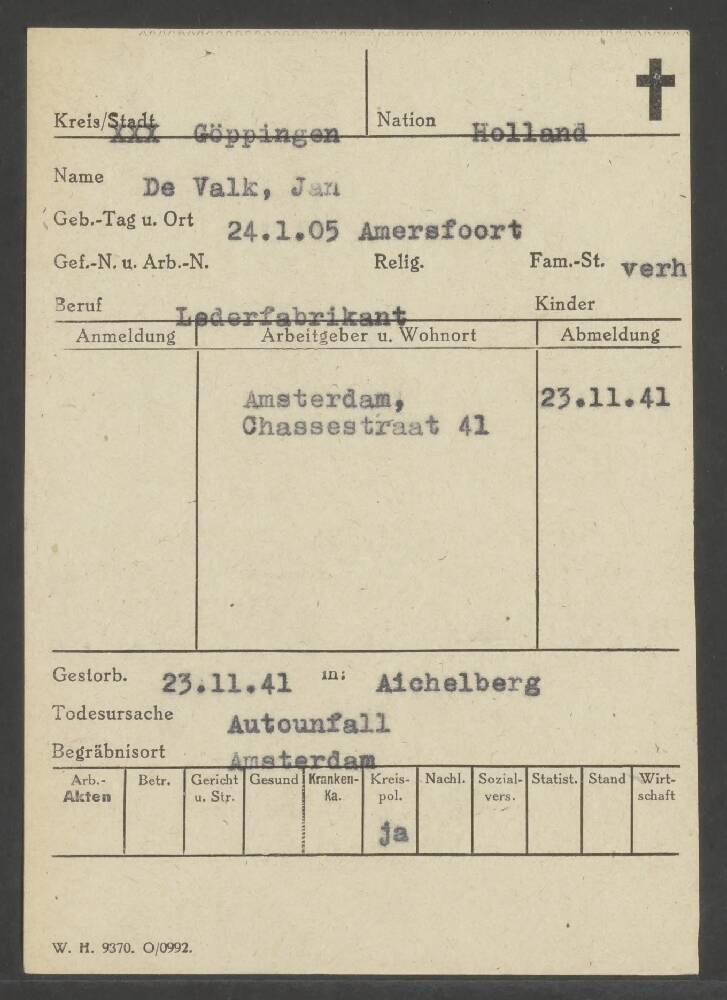 Kreis/Stadt XXX Göppingen Nation Holland
Name De Valk, Jan
Geb.-Tag u. Ort 24.1.05 Amersfoort
Gef.-N. u. Arb.-N. Relig. Fam.-St. verh
Beruf Lederfabrikant Kinder
Anmeldung Arbeitgeber u. Wohnort Abmeldung
Amsterdam, 23.11.41
Chassestraat 41
Gestorb. 23.11.41 in: Aichelberg
Todesursache Autounfall
Begräbnisort Amsterdam
Arb.- Betr. Gericht Gesund Kranken- Kreis- Nachl. Sozial- Statist. Stand Wirt-
Akten u. Str. Ka. pol. vers. schaft
ja
W. H. 9370. O/0992.